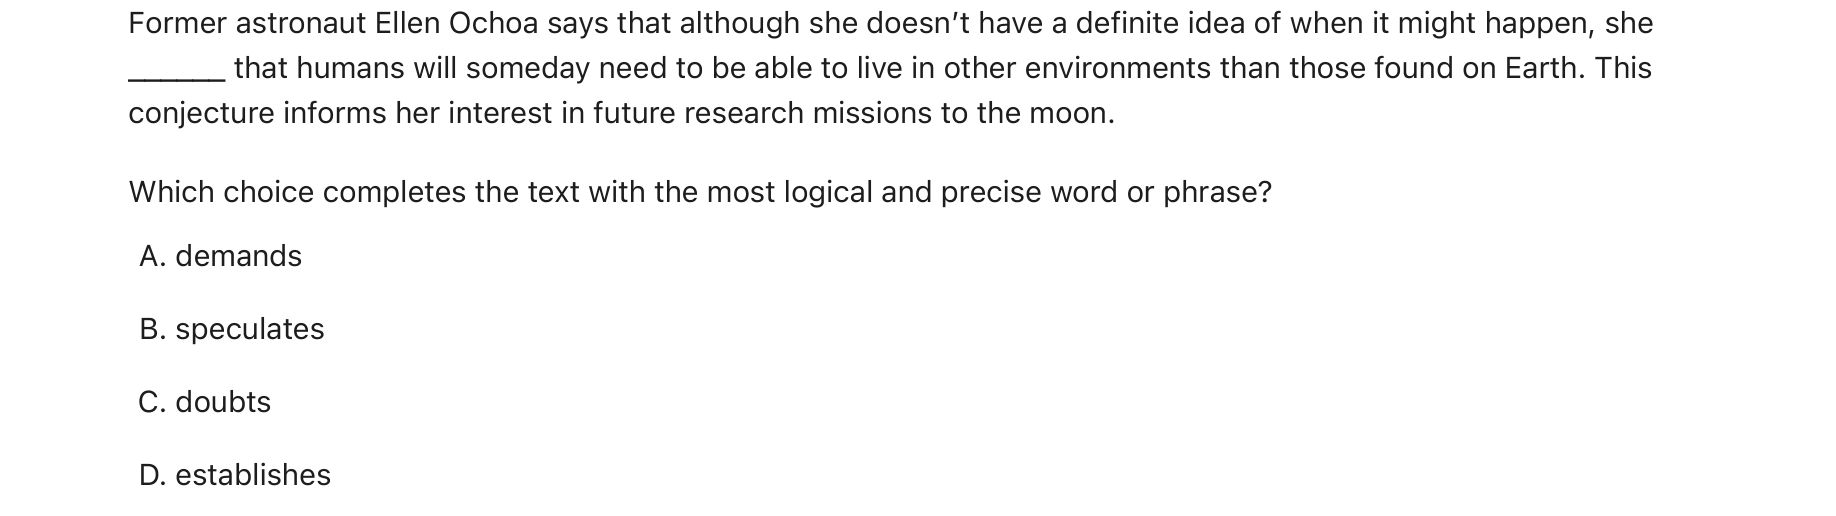 Former astronaut Ellen Ochoa says that although she doesn’t have a definite idea of when it might happen, she
______ that humans will someday need to be able to live in other environments than those found on Earth. This
conjecture informs her interest in future research missions to the moon.
Which choice completes the text with the most logical and precise word or phrase?
A. demands
B. speculates
C. doubts
D. establishes